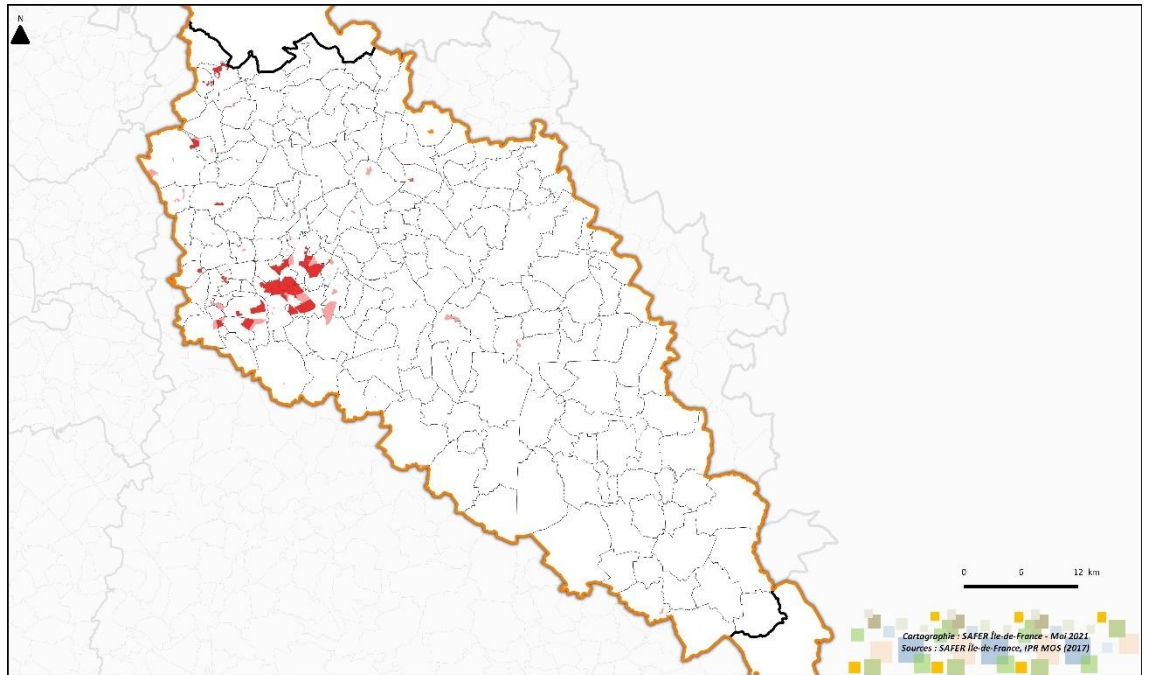 N
0 6 12 km
Cartographie : SAFER Île-de-France - Mai 2021
Sources : SAFER Île-de-France, IPR MOS (2017)